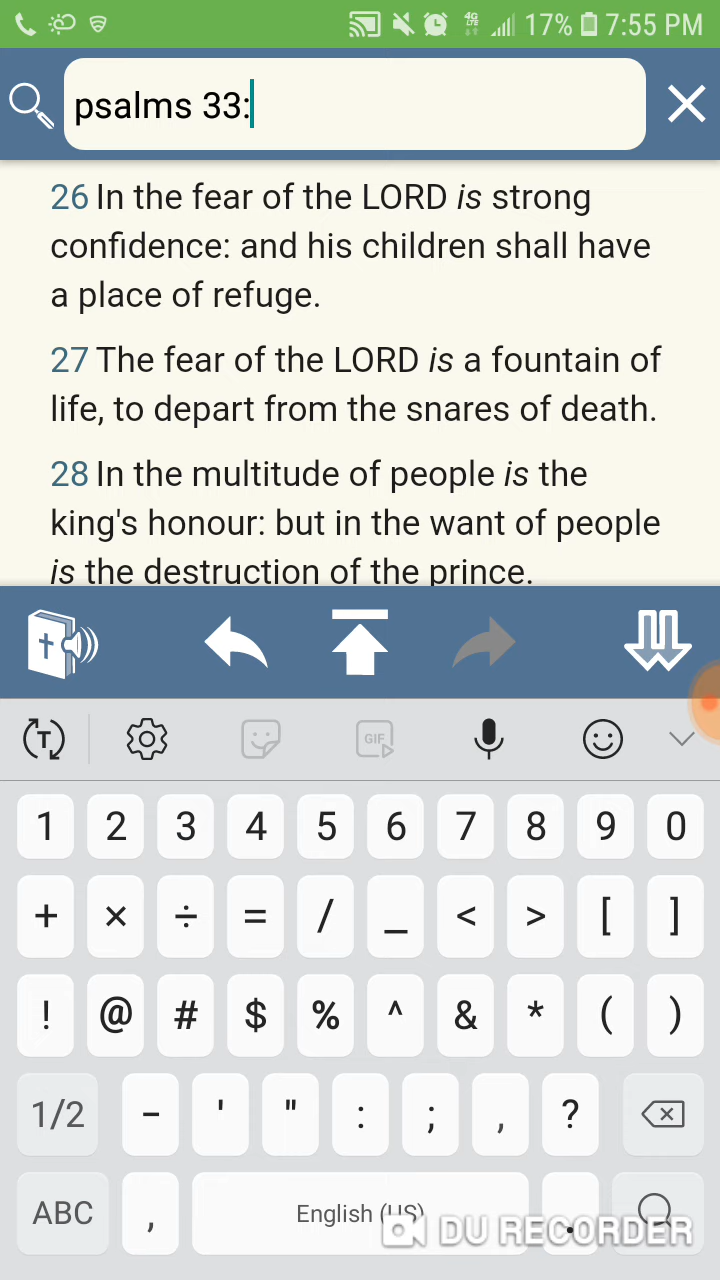 4G
LTE
17% 7:55 PM
psalms 33:
26 In the fear of the LORD is strong
confidence: and his children shall have
a place of refuge.
27 The fear of the LORD is a fountain of
life, to depart from the snares of death.
28 In the multitude of people is the
king's honour: but in the want of people
is the destruction of the prince.
T GIF
1 2 3 4 5 6 7 8 9 0
+ × ÷ = / _ < > [ ]
! @ # $ % ^ & * ( )
1/2 - ' " : ; , ?
ABC , English (US) .
DU RECORDER